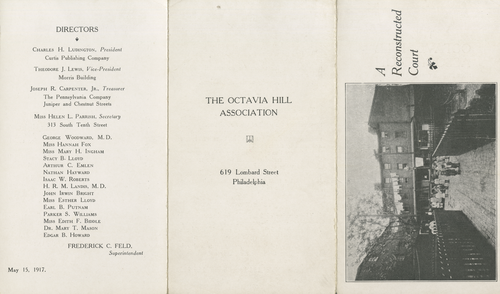 DIRECTORS
CHARLES H. LUDINGTON, President
Curtis Publishing Company
THEODORE J. LEWIS, Vice-President
Morris Building
JOSEPH R. CARPENTER, JR., Treasurer
The Pennsylvania Company
Juniper and Chestnut Streets
MISS HELEN L. PARRISH, Secretary
313 South Tenth Street
GEORGE WOODWARD, M.D.
MISS HANNAH FOX
MISS MARY H. INGHAM
STACY B. LLOYD
ARTHUR C. EMLEN
NATHAN HAYWARD
ISAAC W. ROBERTS
H. R. M. LANDIS, M.D.
JOHN IRWIN BRIGHT
MISS ESTHER LLOYD
EARL B. PUTNAM
PARKER S. WILLIAMS
MISS EDITH F. BIDDLE
DR. MARY T. MASON
EDGAR B. HOWARD
FREDERICK C. FELD,
Superintendent
May 15, 1917.
THE OCTAVIA HILL
ASSOCIATION
619 Lombard Street
Philadelphia
A
Reconstructed
Court